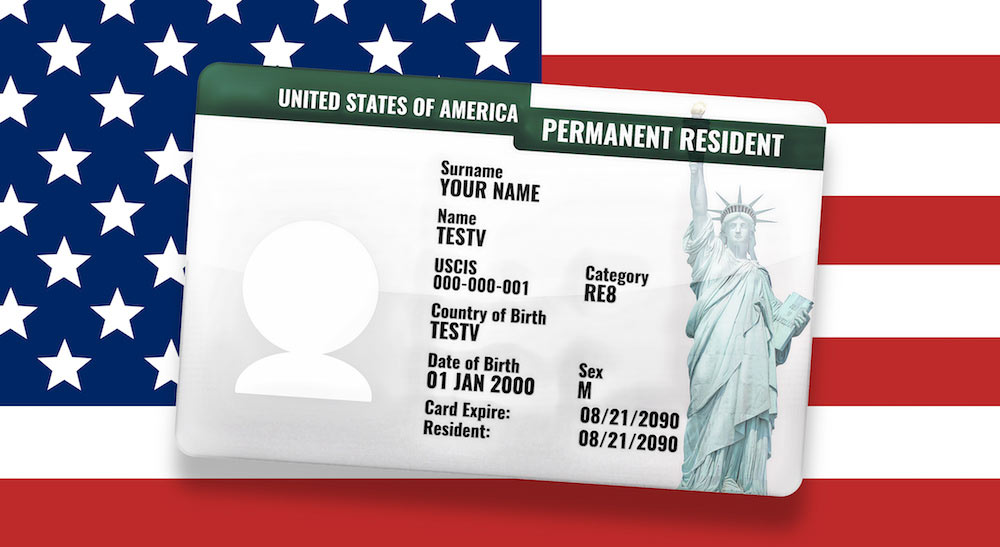 UNITED STATES OF AMERICA
PERMANENT RESIDENT
Surname
YOUR NAME
Name
TESTV
USCIS
000-000-001
Category
RE8
Country of Birth
TESTV
Date of Birth
01 JAN 2000
Sex
M
Card Expire: 08/21/2090
Resident: 08/21/2090